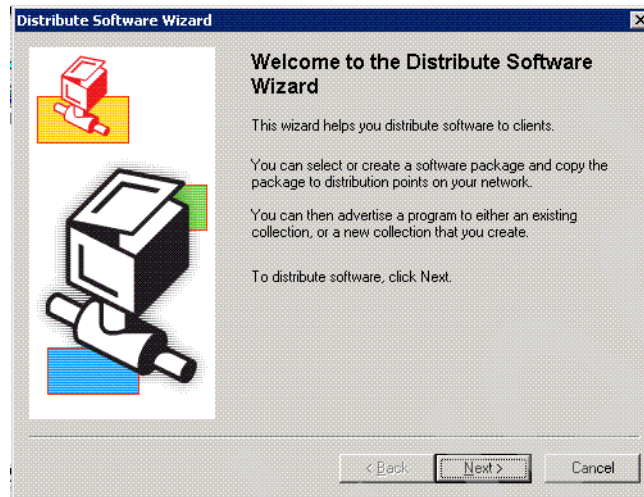 Distribute Software Wizard
Welcome to the Distribute Software
Wizard
This wizard helps you distribute software to clients.
You can select or create a software package and copy the
package to distribution points on your network.
You can then advertise a program to either an existing
collection, or a new collection that you create.
To distribute software, click Next.
< Back
Next >
Cancel